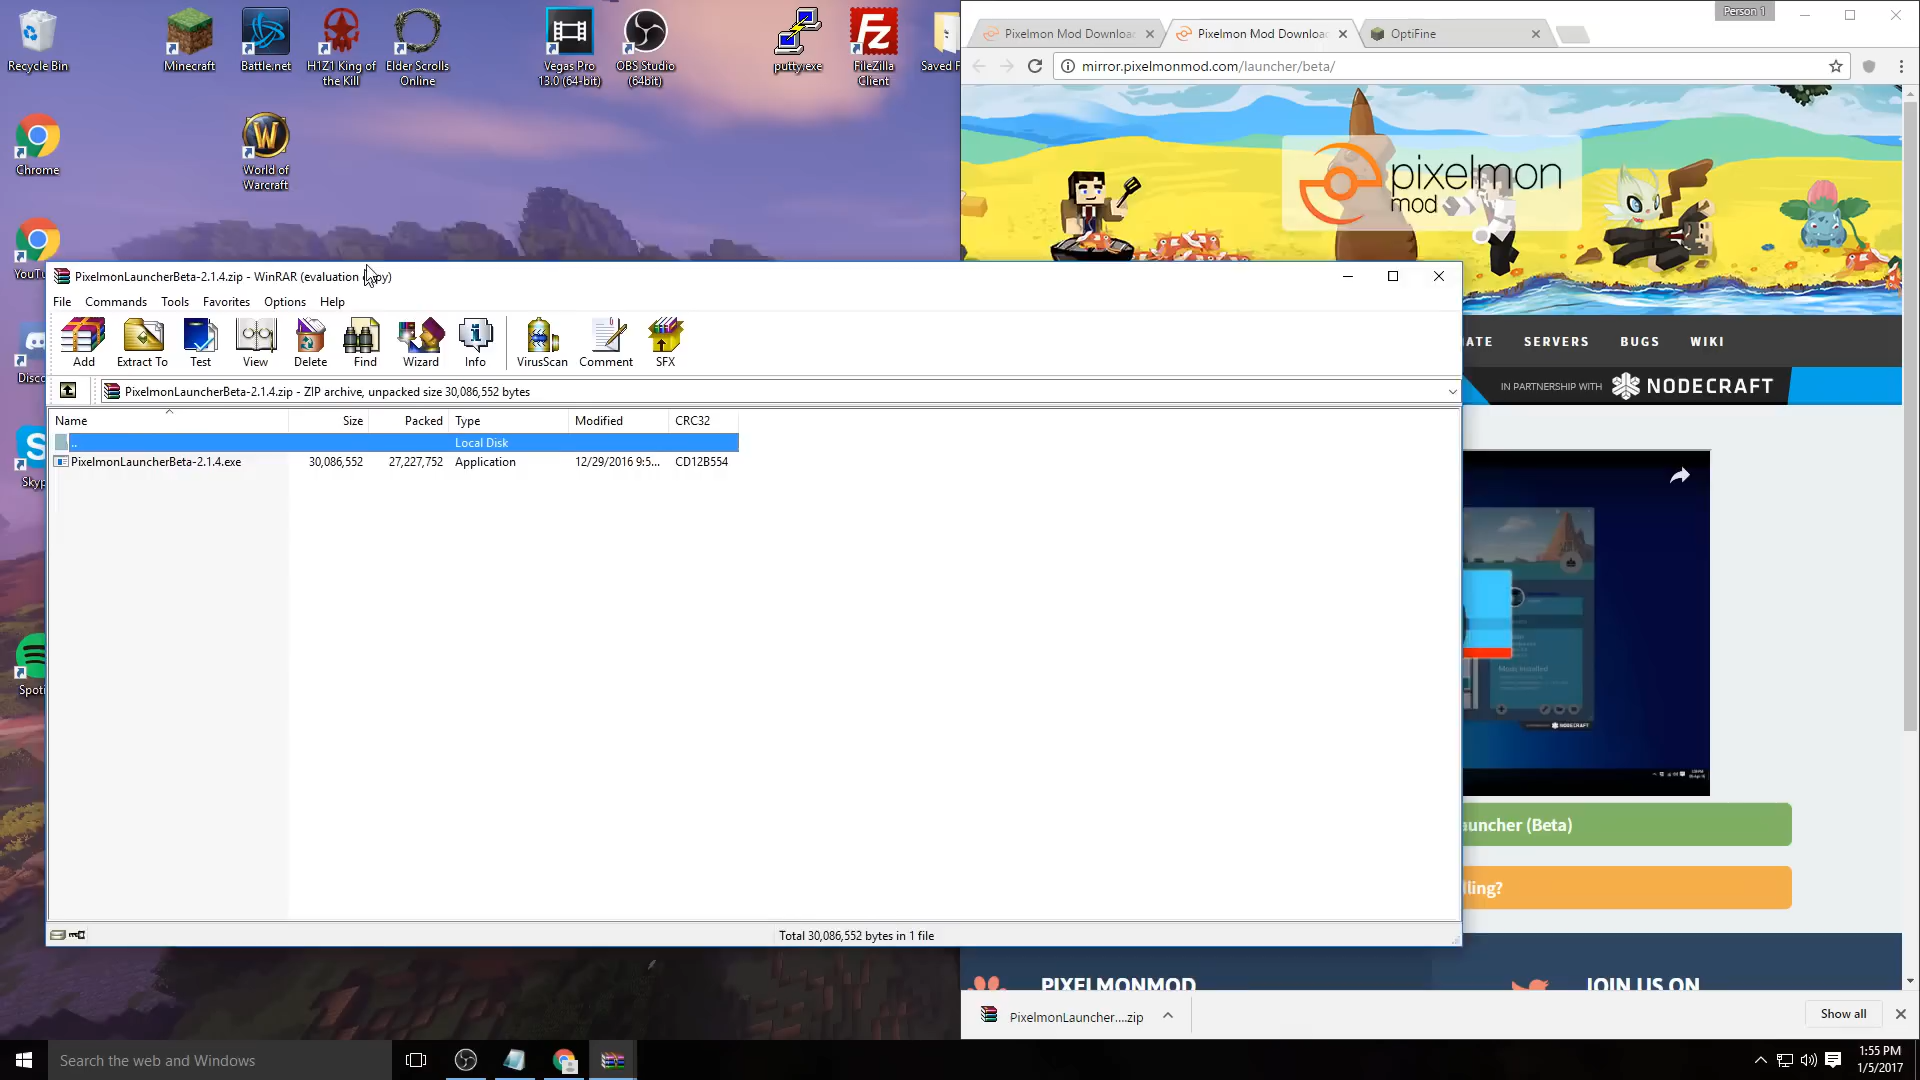 Recycle Bin
Minecraft
Battle.net
H1Z1 King of
the Kill
Elder Scrolls
Online
Vegas Pro
13.0 (64-bit)
OBS Studio
(64bit)
putty.exe
FileZilla
Client
Saved F
Chrome
World of
Warcraft
YouTu
Disco
Skyp
Spoti
Person 1
Pixelmon Mod Downloa
Pixelmon Mod Downloa
OptiFine
mirror.pixelmonmod.com/launcher/beta/
pixelmon
mod
ATE
SERVERS
BUGS
WIKI
IN PARTNERSHIP WITH
NODECRAFT
Mods Installed
NODECRAFT
auncher (Beta)
lling?
PIXELMONMOD
JOIN US ON
PixelmonLauncherBeta-2.1.4.zip - WinRAR (evaluation copy)
File
Commands
Tools
Favorites
Options
Help
Add
Extract To
Test
View
Delete
Find
Wizard
Info
VirusScan
Comment
SFX
PixelmonLauncherBeta-2.1.4.zip - ZIP archive, unpacked size 30,086,552 bytes
Name
Size
Packed
Type
Modified
CRC32
..
Local Disk
PixelmonLauncherBeta-2.1.4.exe
30,086,552
27,227,752
Application
12/29/2016 9:5...
CD12B554
Total 30,086,552 bytes in 1 file
PixelmonLauncher....zip
Show all
Search the web and Windows
1:55 PM
1/5/2017